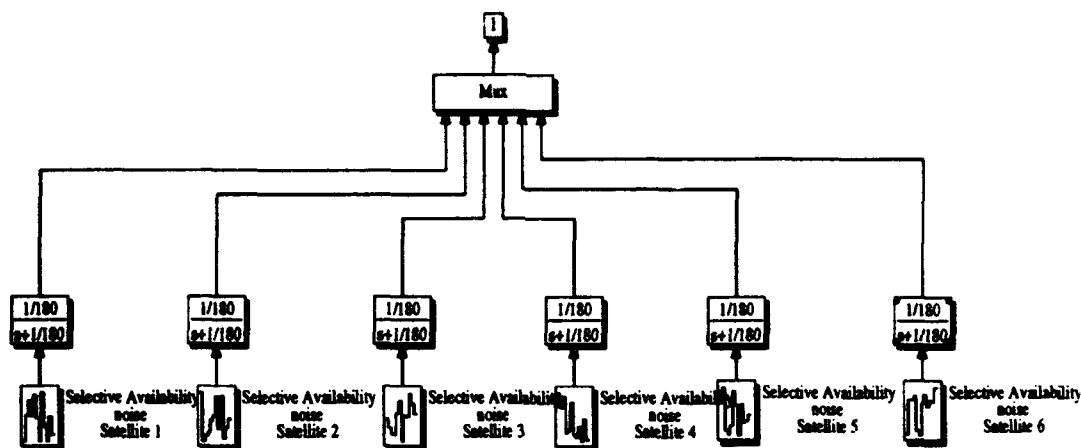 1
Mux
1/180
s+1/180
1/180
s+1/180
1/180
s+1/180
1/180
s+1/180
1/180
s+1/180
1/180
s+1/180
Selective Availability
noise
Satellite 1
Selective Availability
noise
Satellite 2
Selective Availability
noise
Satellite 3
Selective Availability
noise
Satellite 4
Selective Availability
noise
Satellite 5
Selective Availability
noise
Satellite 6